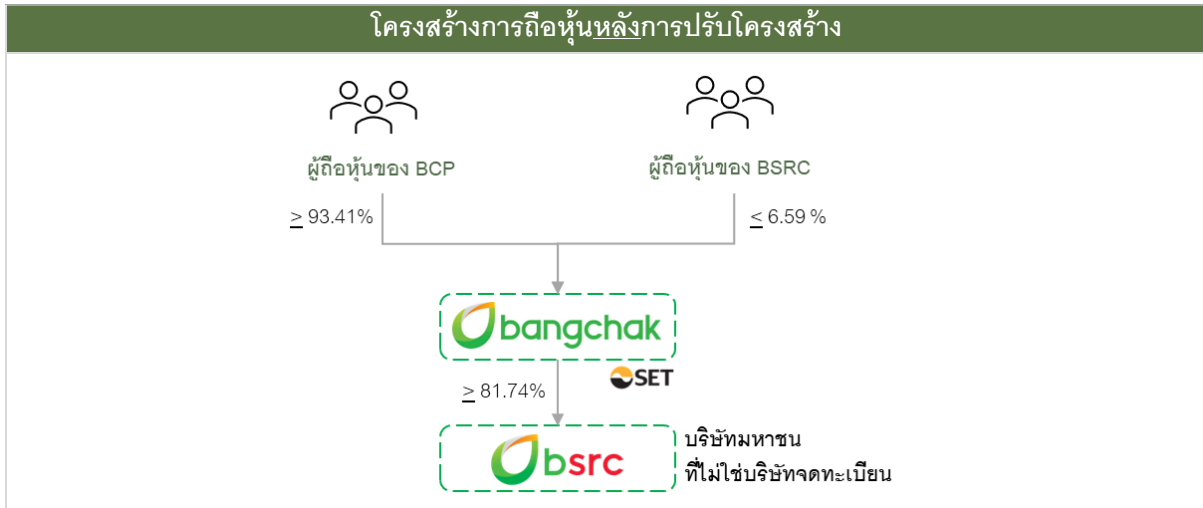 โครงสร้างการถือหุ้นหลังการปรับโครงสร้าง
ผู้ถือหุ้นของ BCP
ผู้ถือหุ้นของ BSRC
≥ 93.41%
≤ 6.59 %
bangchak
SET
≥ 81.74%
bsrc
บริษัทมหาชน
ที่ไม่ใช่บริษัทจดทะเบียน